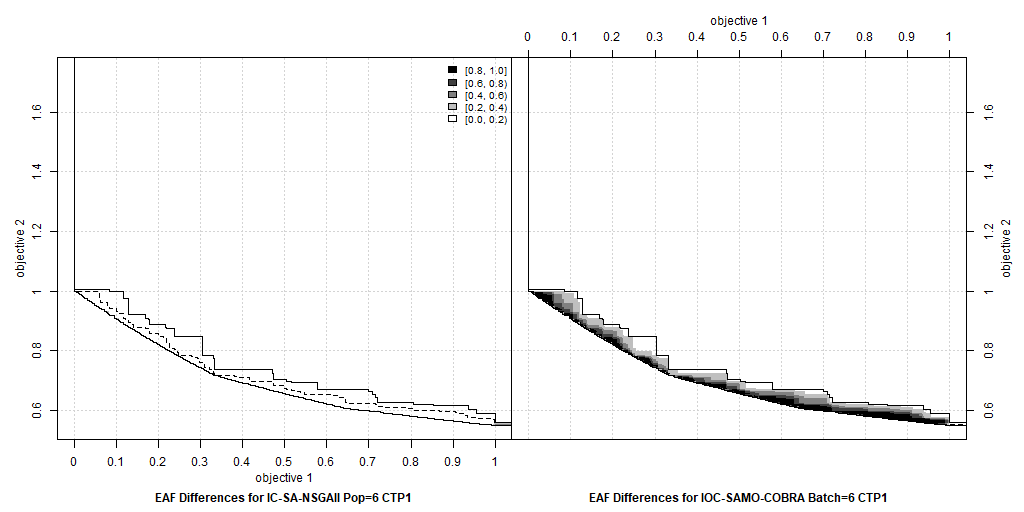 objective 1
0 0.1 0.2 0.3 0.4 0.5 0.6 0.7 0.8 0.9 1
[0.8, 1.0]
[0.6, 0.8)
[0.4, 0.6)
[0.2, 0.4)
[0.0, 0.2)
objective 2
0.6 0.8 1 1.2 1.4 1.6
0.6 0.8 1 1.2 1.4 1.6
objective 2
0 0.1 0.2 0.3 0.4 0.5 0.6 0.7 0.8 0.9 1
objective 1
EAF Differences for IC-SA-NSGAII Pop=6 CTP1
EAF Differences for IOC-SAMO-COBRA Batch=6 CTP1